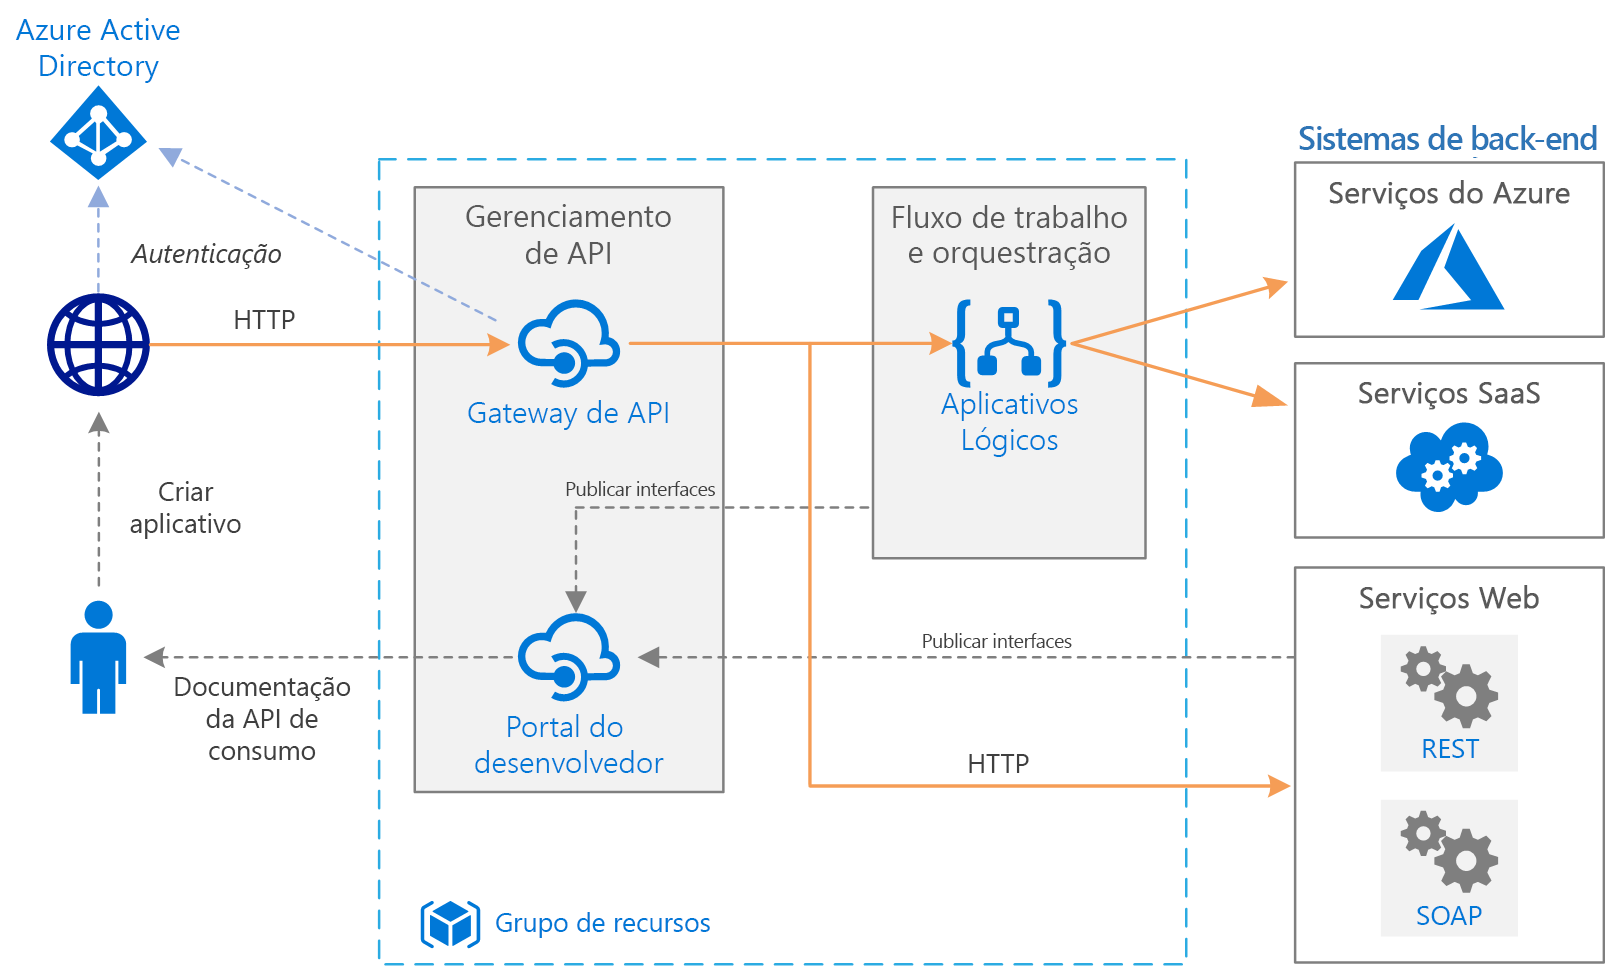 Azure Active
Directory
Sistemas de back-end
Serviços do Azure
Gerenciamento
de API
Fluxo de trabalho
e orquestração
Autenticação
HTTP
Gateway de API
Aplicativos
Lógicos
Serviços SaaS
Criar
aplicativo
Publicar interfaces
Serviços Web
Publicar interfaces
Documentação
da API de
consumo
Portal do
desenvolvedor
HTTP
REST
SOAP
Grupo de recursos